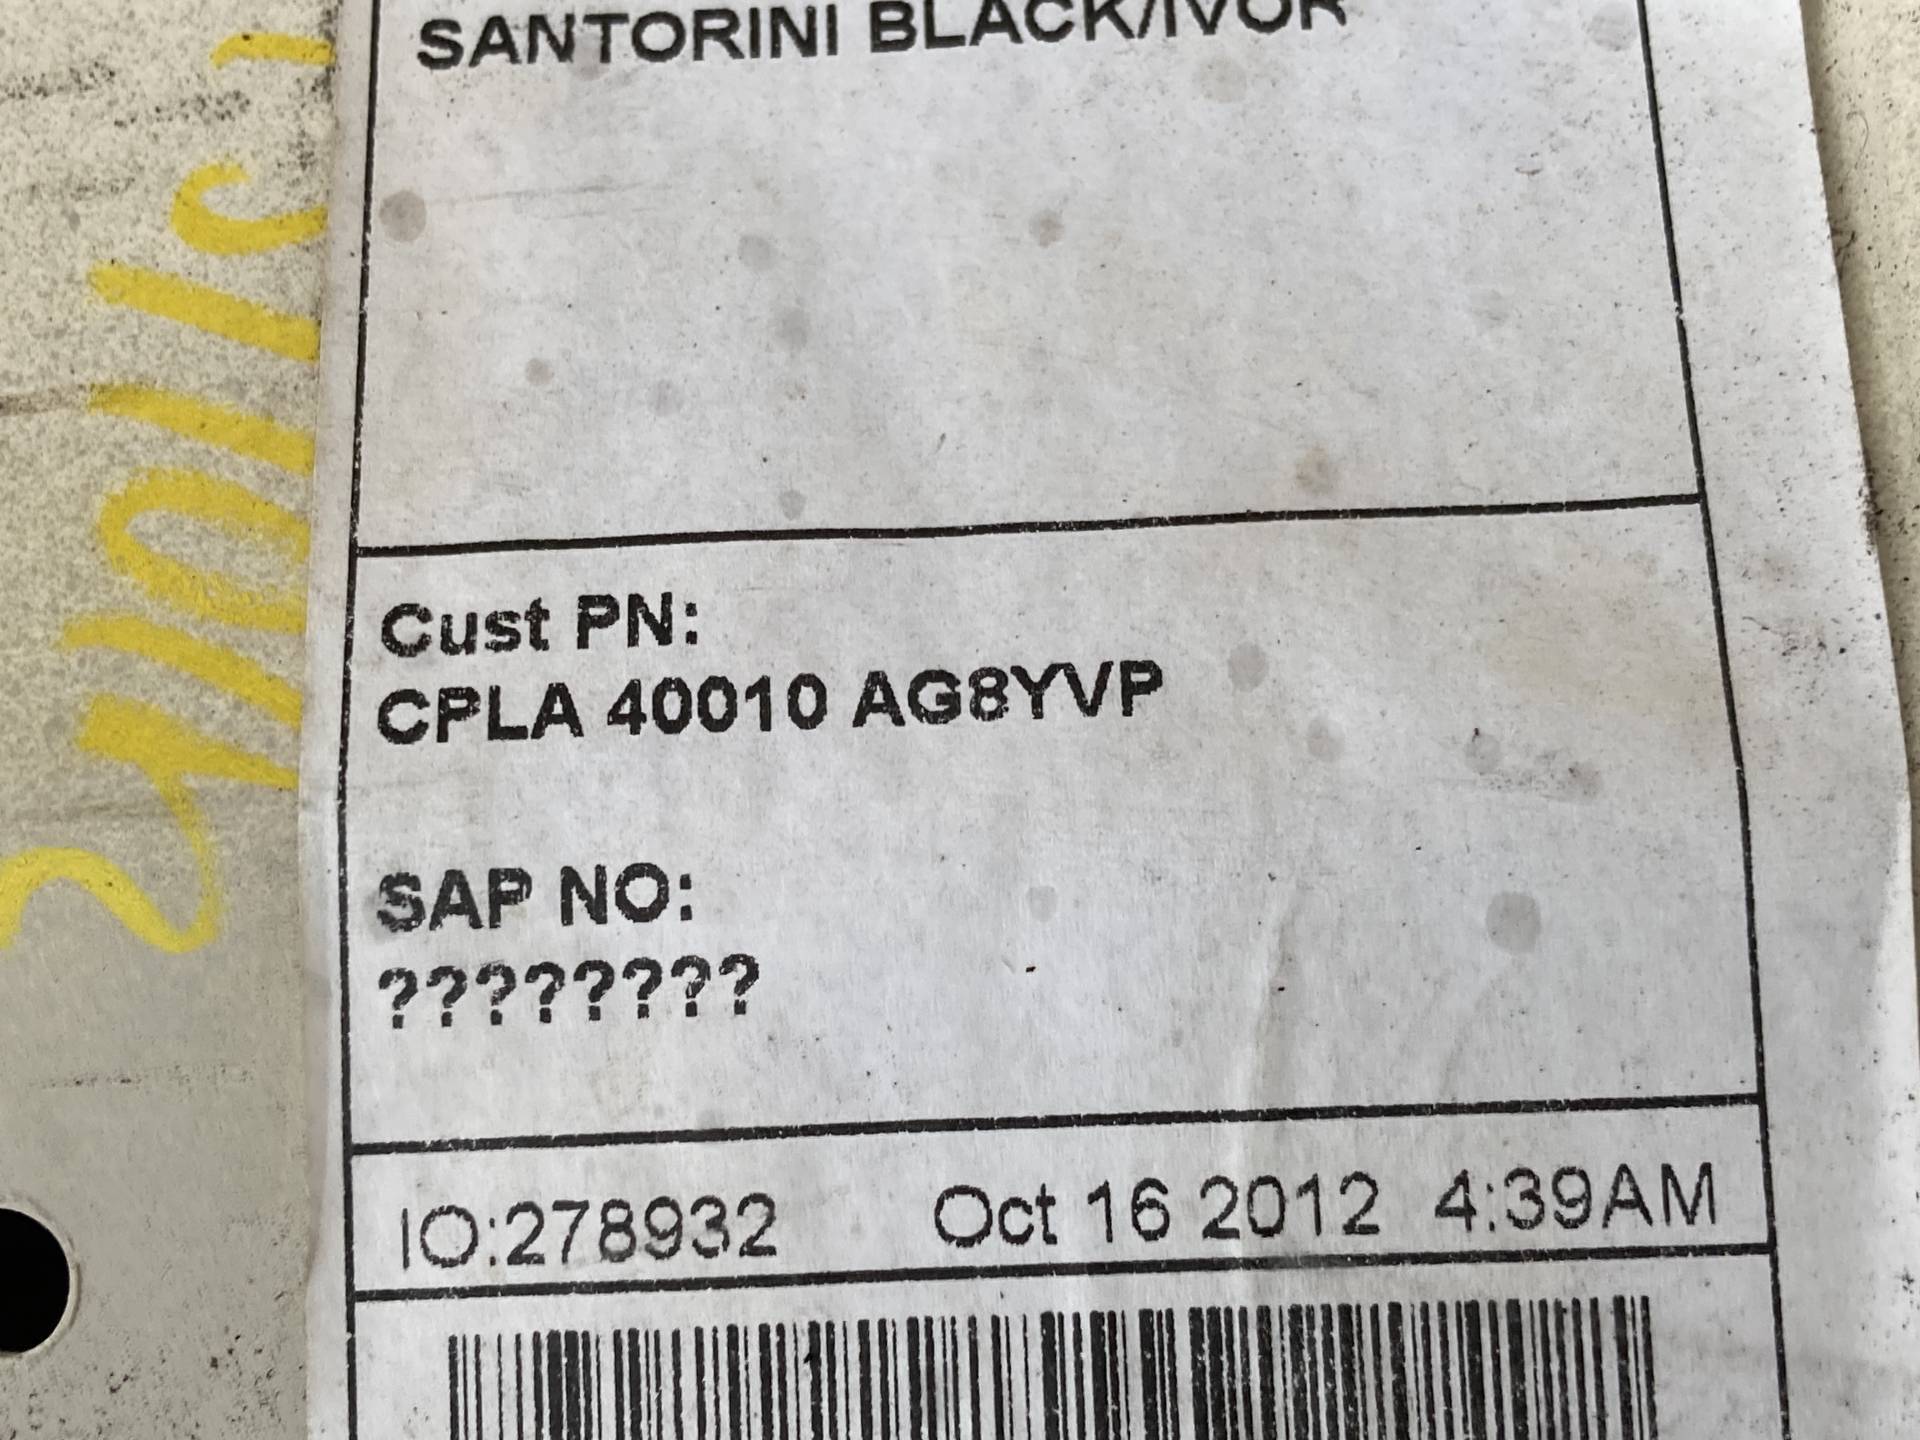 SANTORINI BLACK/IVOR
Cust PN:
CPLA 40010 AG8YVP
SAP NO:
????????
IO:278932 Oct 16 2012 4:39AM